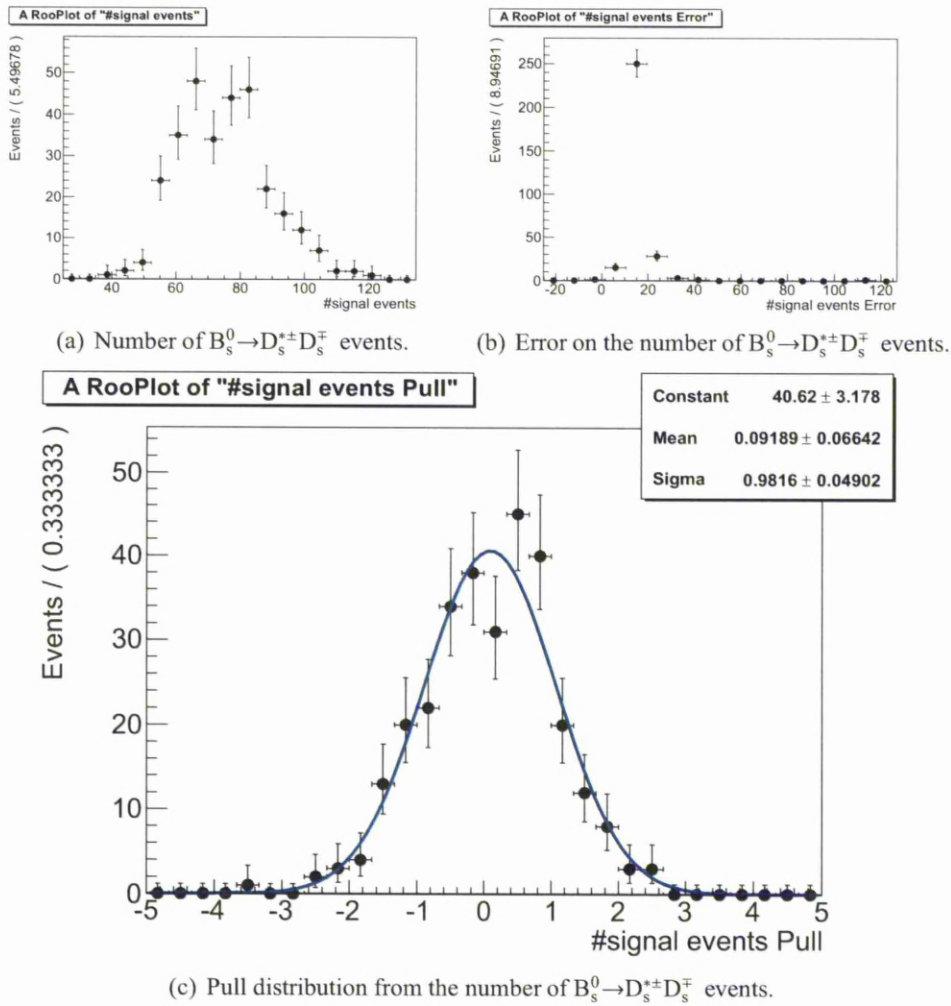 A RooPlot of "#signal events"
Events / ( 5.49678 )
50
40
30
20
10
0
40 60 80 100 120
#signal events
A RooPlot of "#signal events Error"
Events / ( 8.94691 )
250
200
150
100
50
0
-20 0 20 40 60 80 100 120
#signal events Error
(a) Number of B⁰ₛ→D*±ₛD∓ₛ events.
(b) Error on the number of B⁰ₛ→D*±ₛD∓ₛ events.
A RooPlot of "#signal events Pull"
Constant 40.62 ± 3.178
Mean 0.09189 ± 0.06642
Sigma 0.9816 ± 0.04902
Events / ( 0.333333 )
50
40
30
20
10
0
-5 -4 -3 -2 -1 0 1 2 3 4 5
#signal events Pull
(c) Pull distribution from the number of B⁰ₛ→D*±ₛD∓ₛ events.